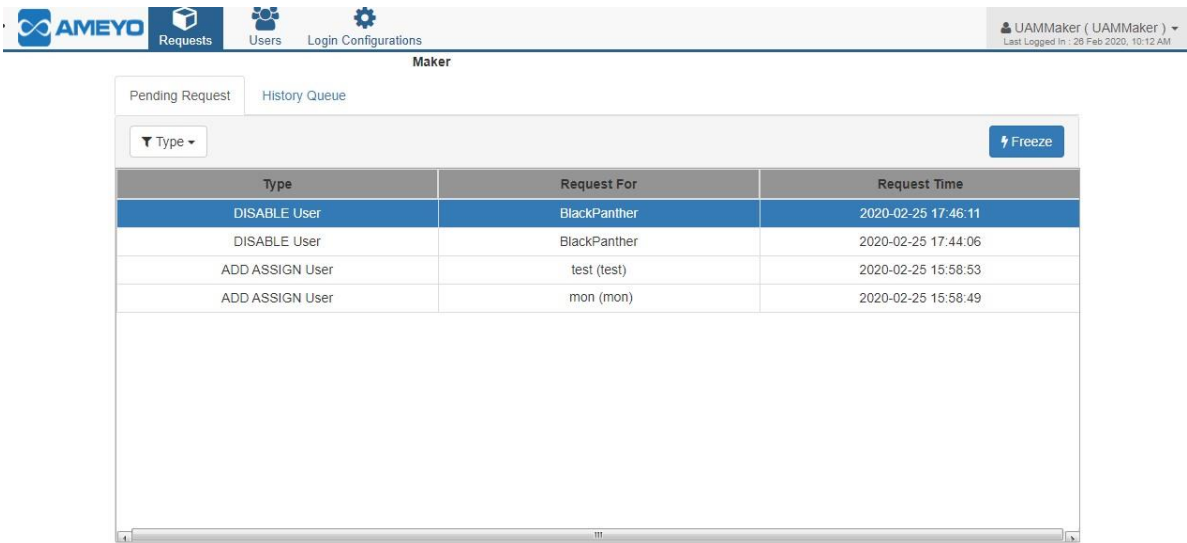 AMEYO
Requests
Users
Login Configurations
UAMMaker ( UAMMaker )
Last Logged In : 26 Feb 2020, 10:12 AM
Maker
Pending Request
History Queue
Type
Freeze
Type Request For Request Time
DISABLE User BlackPanther 2020-02-25 17:46:11
DISABLE User BlackPanther 2020-02-25 17:44:06
ADD ASSIGN User test (test) 2020-02-25 15:58:53
ADD ASSIGN User mon (mon) 2020-02-25 15:58:49